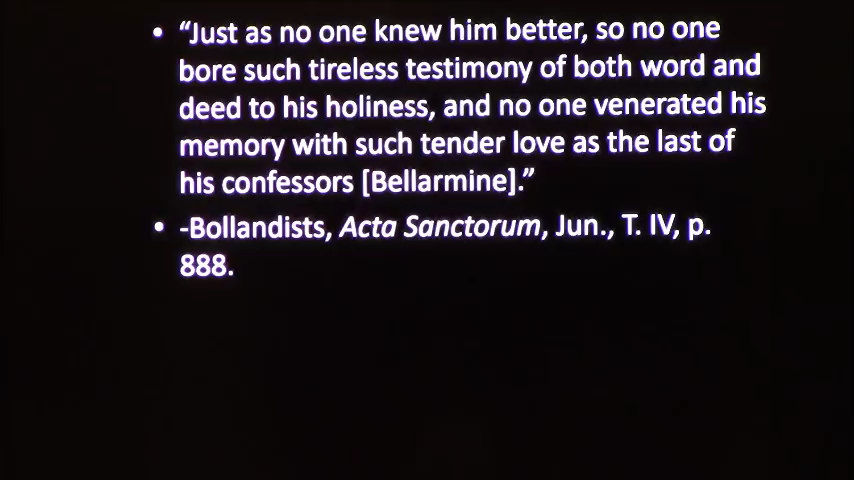 • “Just as no one knew him better, so no one
bore such tireless testimony of both word and
deed to his holiness, and no one venerated his
memory with such tender love as the last of
his confessors [Bellarmine].”
• -Bollandists, Acta Sanctorum, Jun., T. IV, p.
888.